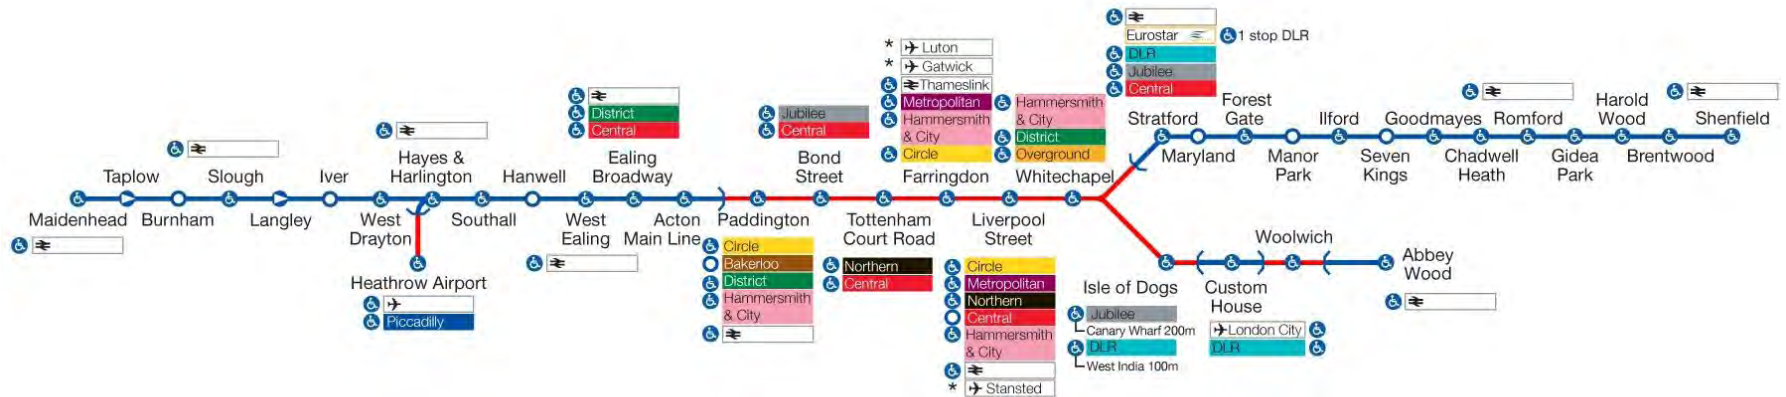 Maidenhead
Taplow
Burnham
Slough
Langley
Iver
West
Drayton
Hayes &
Harlington
Heathrow Airport
Piccadilly
Southall
Hanwell
West
Ealing
District
Central
Ealing
Broadway
Acton
Main Line
Paddington
Circle
Bakerloo
District
Hammersmith
& City
Jubilee
Central
Bond
Street
Tottenham
Court Road
Northern
Central
* Luton
* Gatwick
Thameslink
Metropolitan
Hammersmith
& City
Circle
Farringdon
Liverpool
Street
Circle
Metropolitan
Northern
Central
Hammersmith
& City
* Stansted
Hammersmith
& City
District
Overground
Whitechapel
Eurostar
1 stop DLR
DLR
Jubilee
Central
Stratford
Maryland
Forest
Gate
Manor
Park
Ilford
Seven
Kings
Goodmayes
Chadwell
Heath
Romford
Gidea
Park
Harold
Wood
Brentwood
Shenfield
Isle of Dogs
Jubilee
Canary Wharf 200m
DLR
West India 100m
Custom
House
London City
DLR
Woolwich
Abbey
Wood